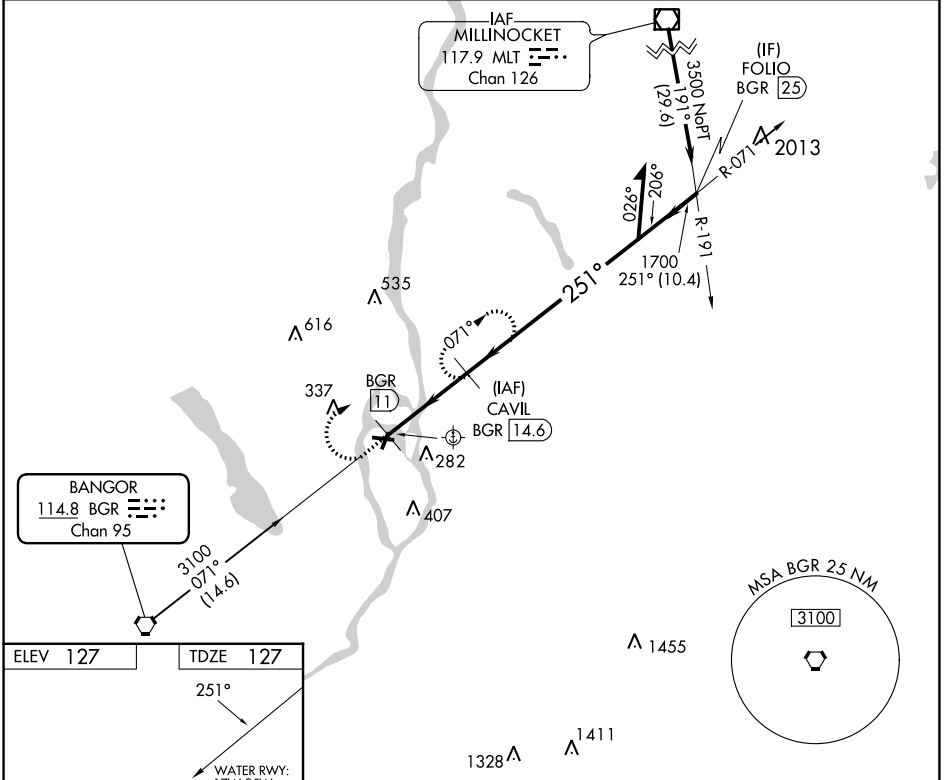 IAF
MILLINOCKET
117.9 MLT
Chan 126
(IF)
FOLIO
BGR 25
3500 NoPT
191°
(29.6)
R-071
2013
026°
206°
R-191
1700
251° (10.4)
251°
535
616
071°
337
BGR
11
(IAF)
CAVIL
BGR 14.6
282
407
BANGOR
114.8 BGR
Chan 95
3100
071°
(14.6)
MSA BGR 25 NM
3100
1455
1411
1328
ELEV 127
TDZE 127
251°
WATER RWY: